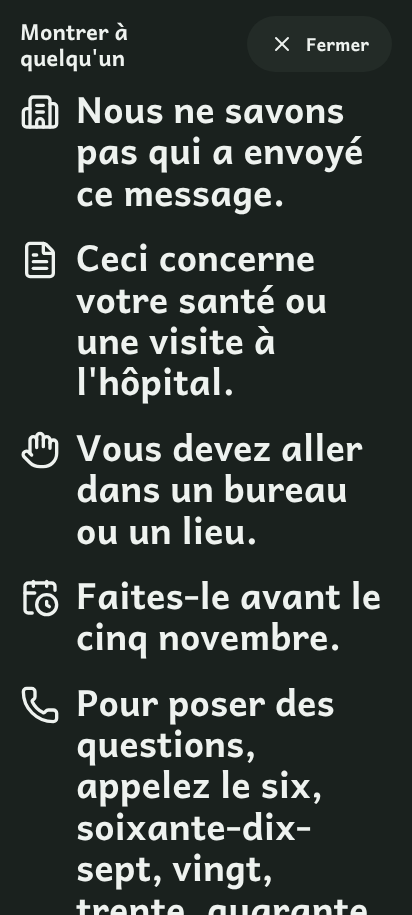 Montrer à
quelqu'un
Fermer
Nous ne savons
pas qui a envoyé
ce message.
Ceci concerne
votre santé ou
une visite à
l'hôpital.
Vous devez aller
dans un bureau
ou un lieu.
Faites-le avant le
cinq novembre.
Pour poser des
questions,
appelez le six,
soixante-dix-
sept, vingt,
trente, quarante